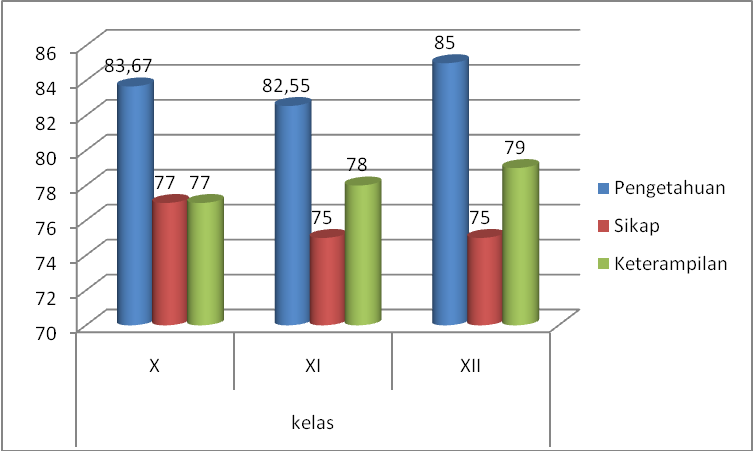 86
84
82
80
78
76
74
72
70
83,67
77
77
82,55
75
78
85
75
79
X
XI
XII
kelas
Pengetahuan
Sikap
Keterampilan